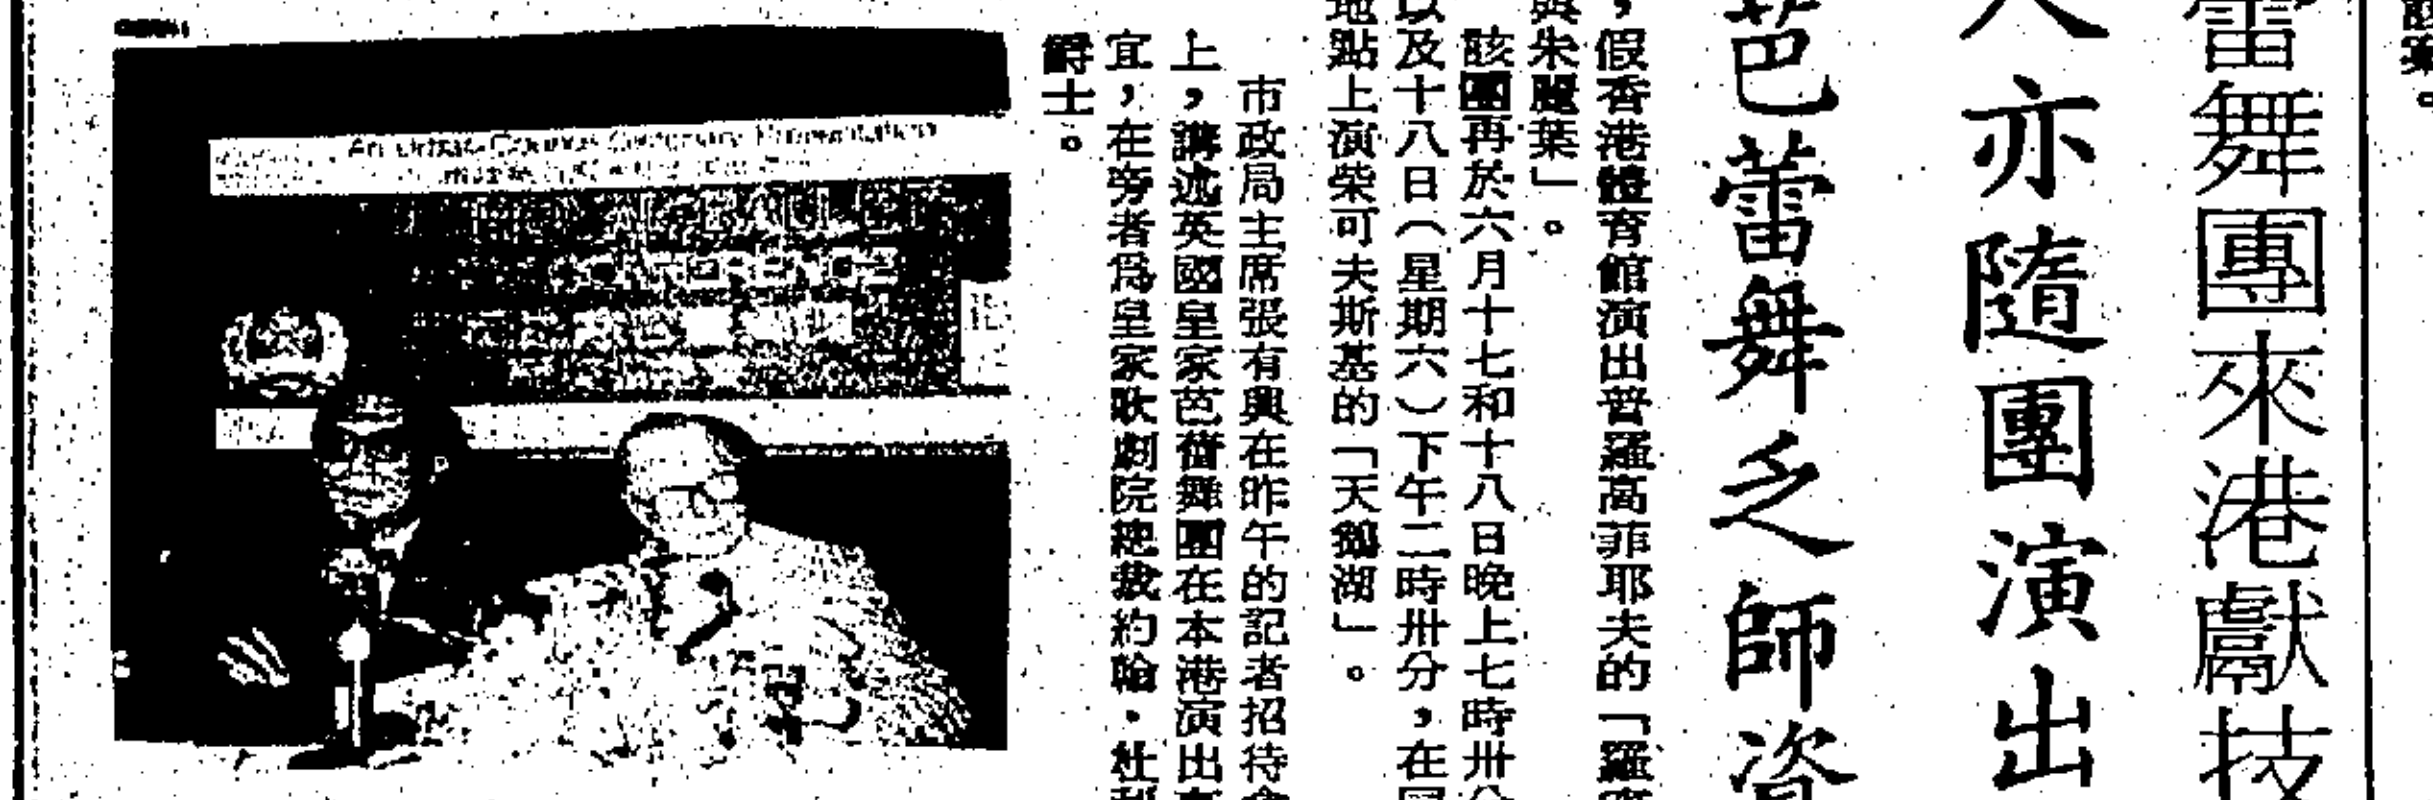 蕾舞團來港獻技
人亦隨團演出
芭蕾舞乏師資
，假香港體育館演出普羅高菲耶夫的「羅
與朱麗葉」。
該團再於六月十七和十八日晚上七時卅分
以及十八日（星期六）下午二時卅分，在
地點上演柴可夫斯基的「天鵝湖」。
市政局主席張有興在昨午的記者招待會
上，講述英國皇家芭蕾舞團在本港演出
宜，在旁者爲皇家歌劇院總裁約翰·杜
爵士。
An Urban Council Centenary Presentation